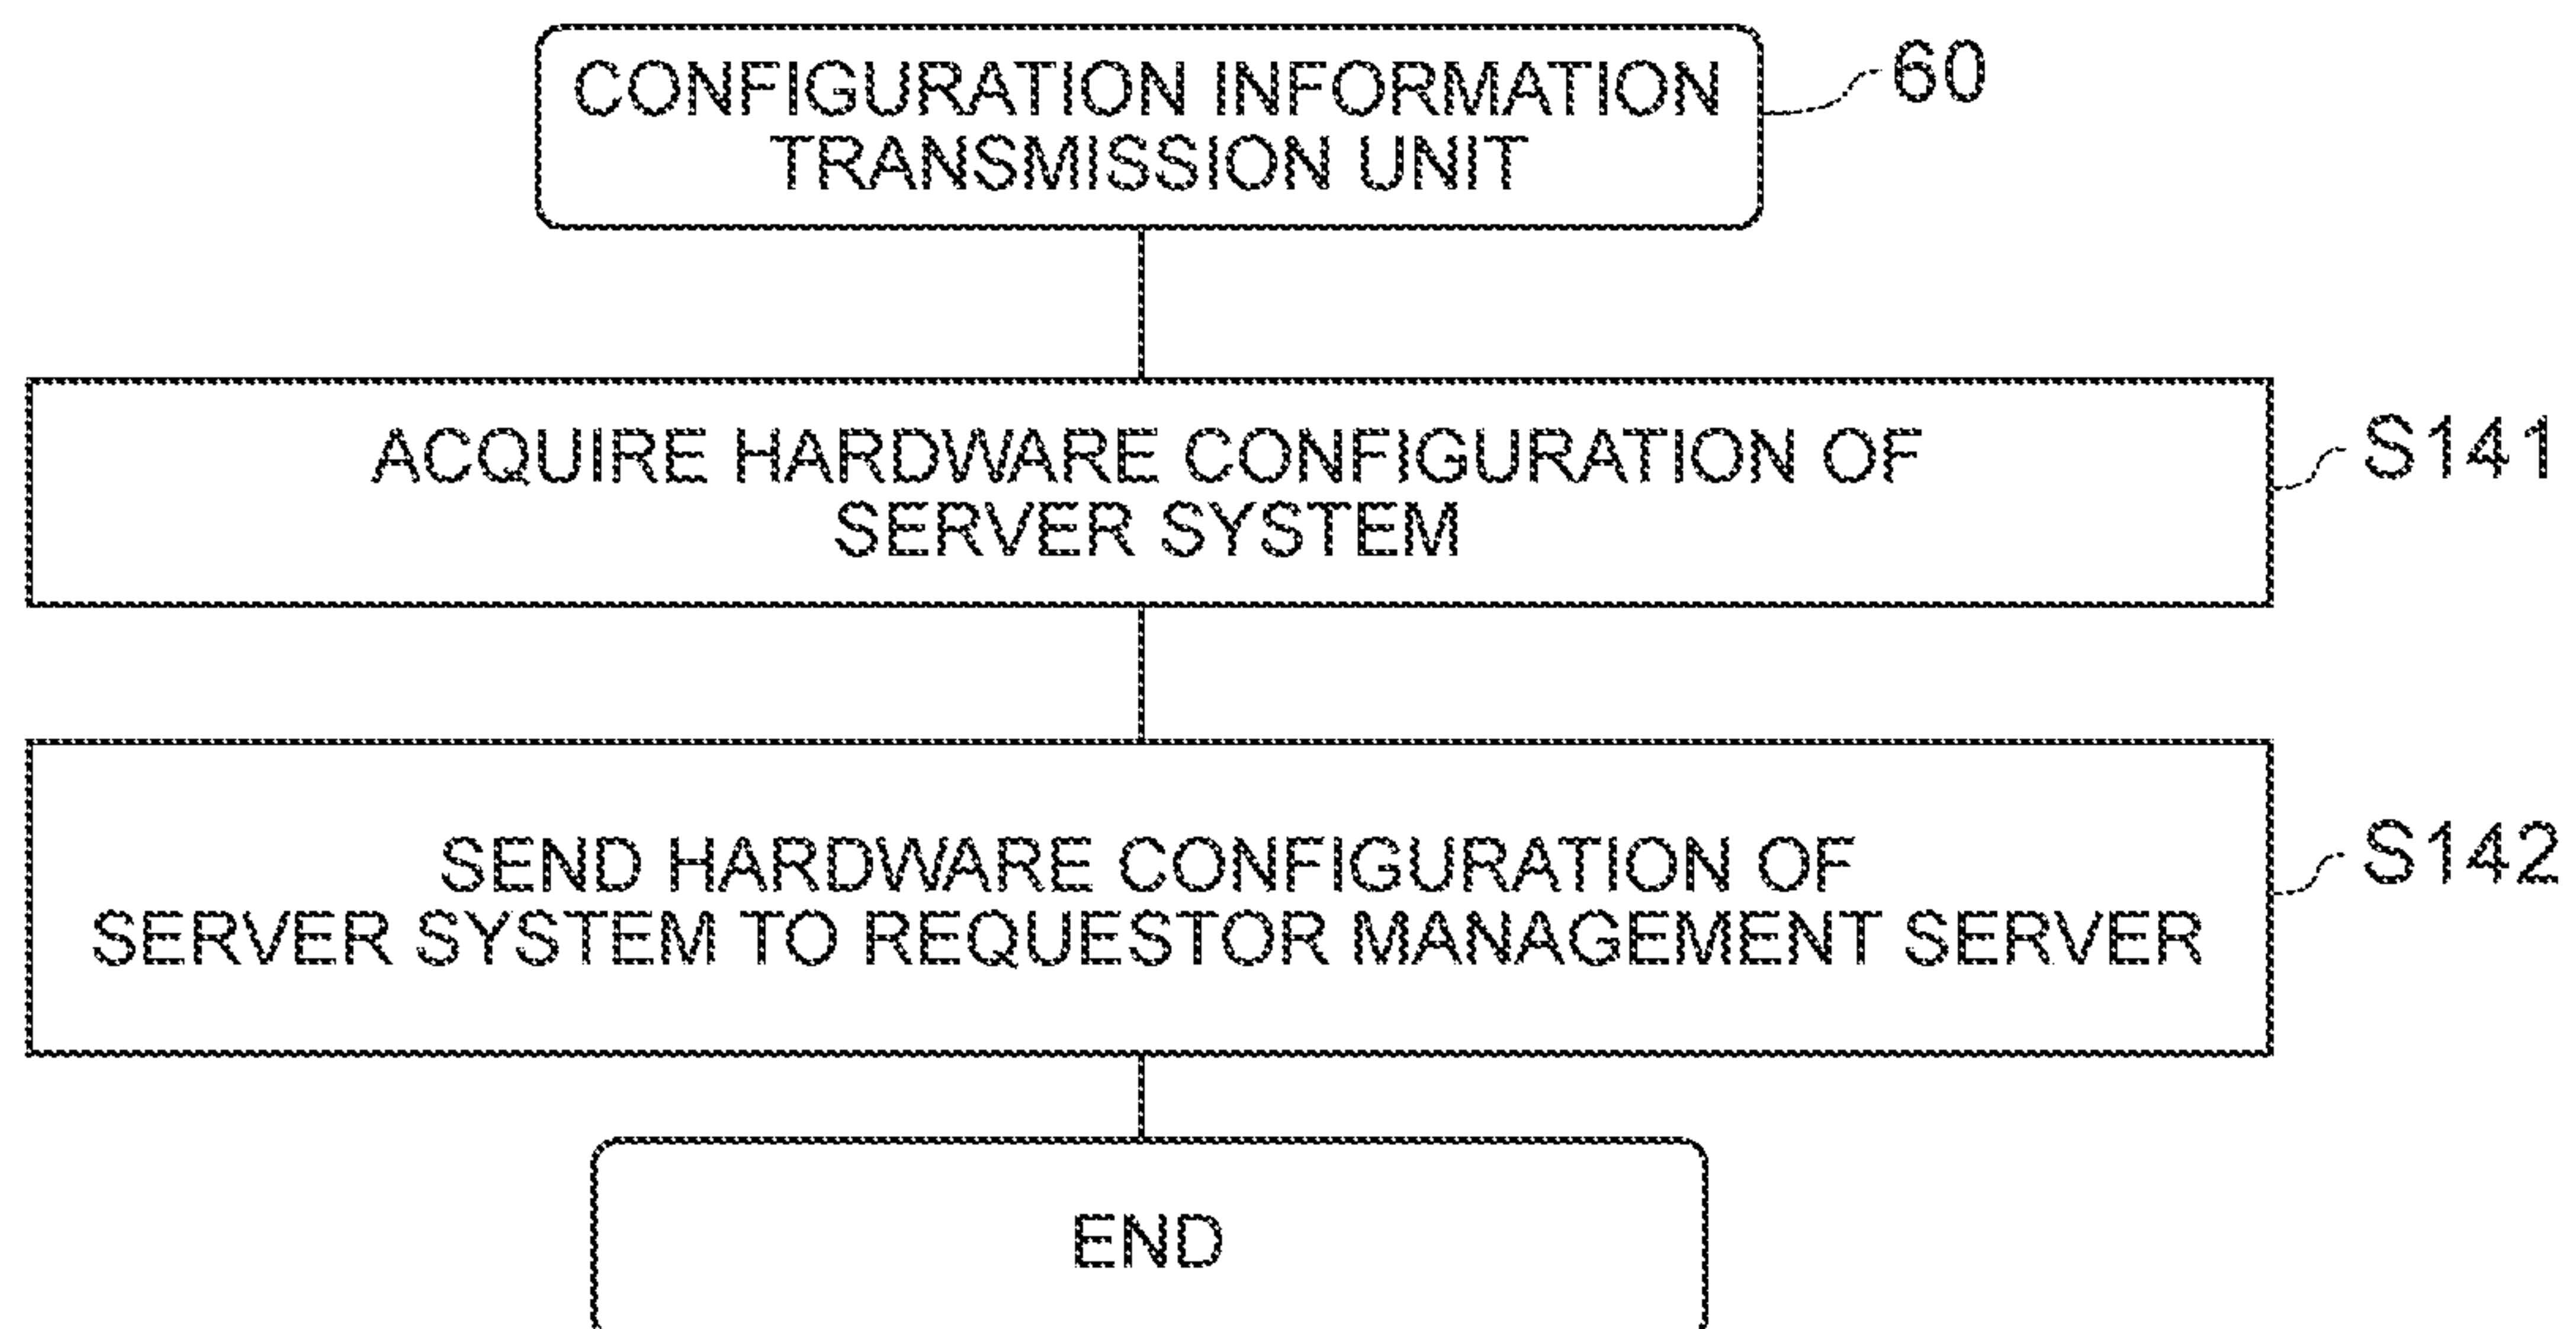 CONFIGURATION INFORMATION
TRANSMISSION UNIT
60
ACQUIRE HARDWARE CONFIGURATION OF
SERVER SYSTEM
S141
SEND HARDWARE CONFIGURATION OF
SERVER SYSTEM TO REQUESTOR MANAGEMENT SERVER
S142
END